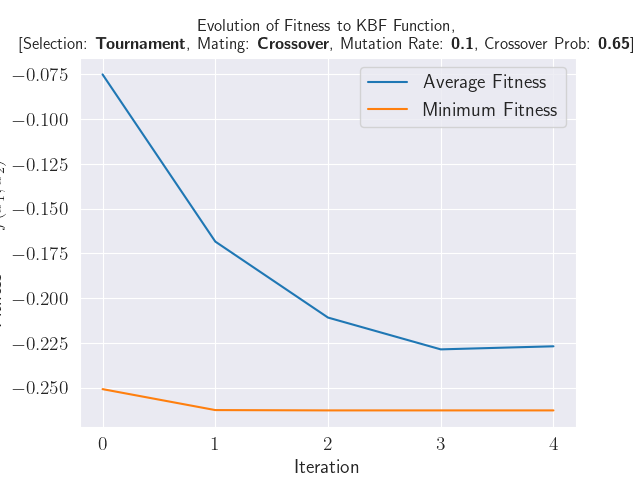 Evolution of Fitness to KBF Function,
[Selection: Tournament, Mating: Crossover, Mutation Rate: 0.1, Crossover Prob: 0.65]
Average Fitness
Minimum Fitness
−0.075
−0.100
−0.125
−0.150
−0.175
−0.200
−0.225
−0.250
0 1 2 3 4
Iteration